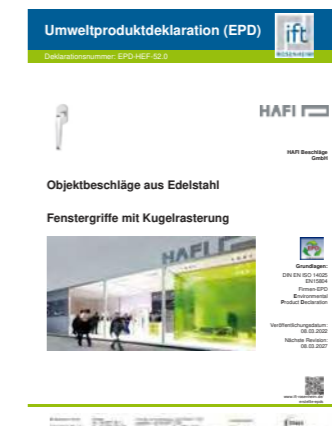 Umweltproduktdeklaration (EPD)
ift
ROSENHEIM
Deklarationsnummer: EPD-HEF-52.0
HAFI
HAFI Beschläge
GmbH
Objektbeschläge aus Edelstahl
Fenstergriffe mit Kugelrasterung
HAFI
Grundlagen:
DIN EN ISO 14025
EN15804
Firmen-EPD
Environmental
Product Declaration
Veröffentlichungsdatum:
08.03.2022
Nächste Revision:
08.03.2027